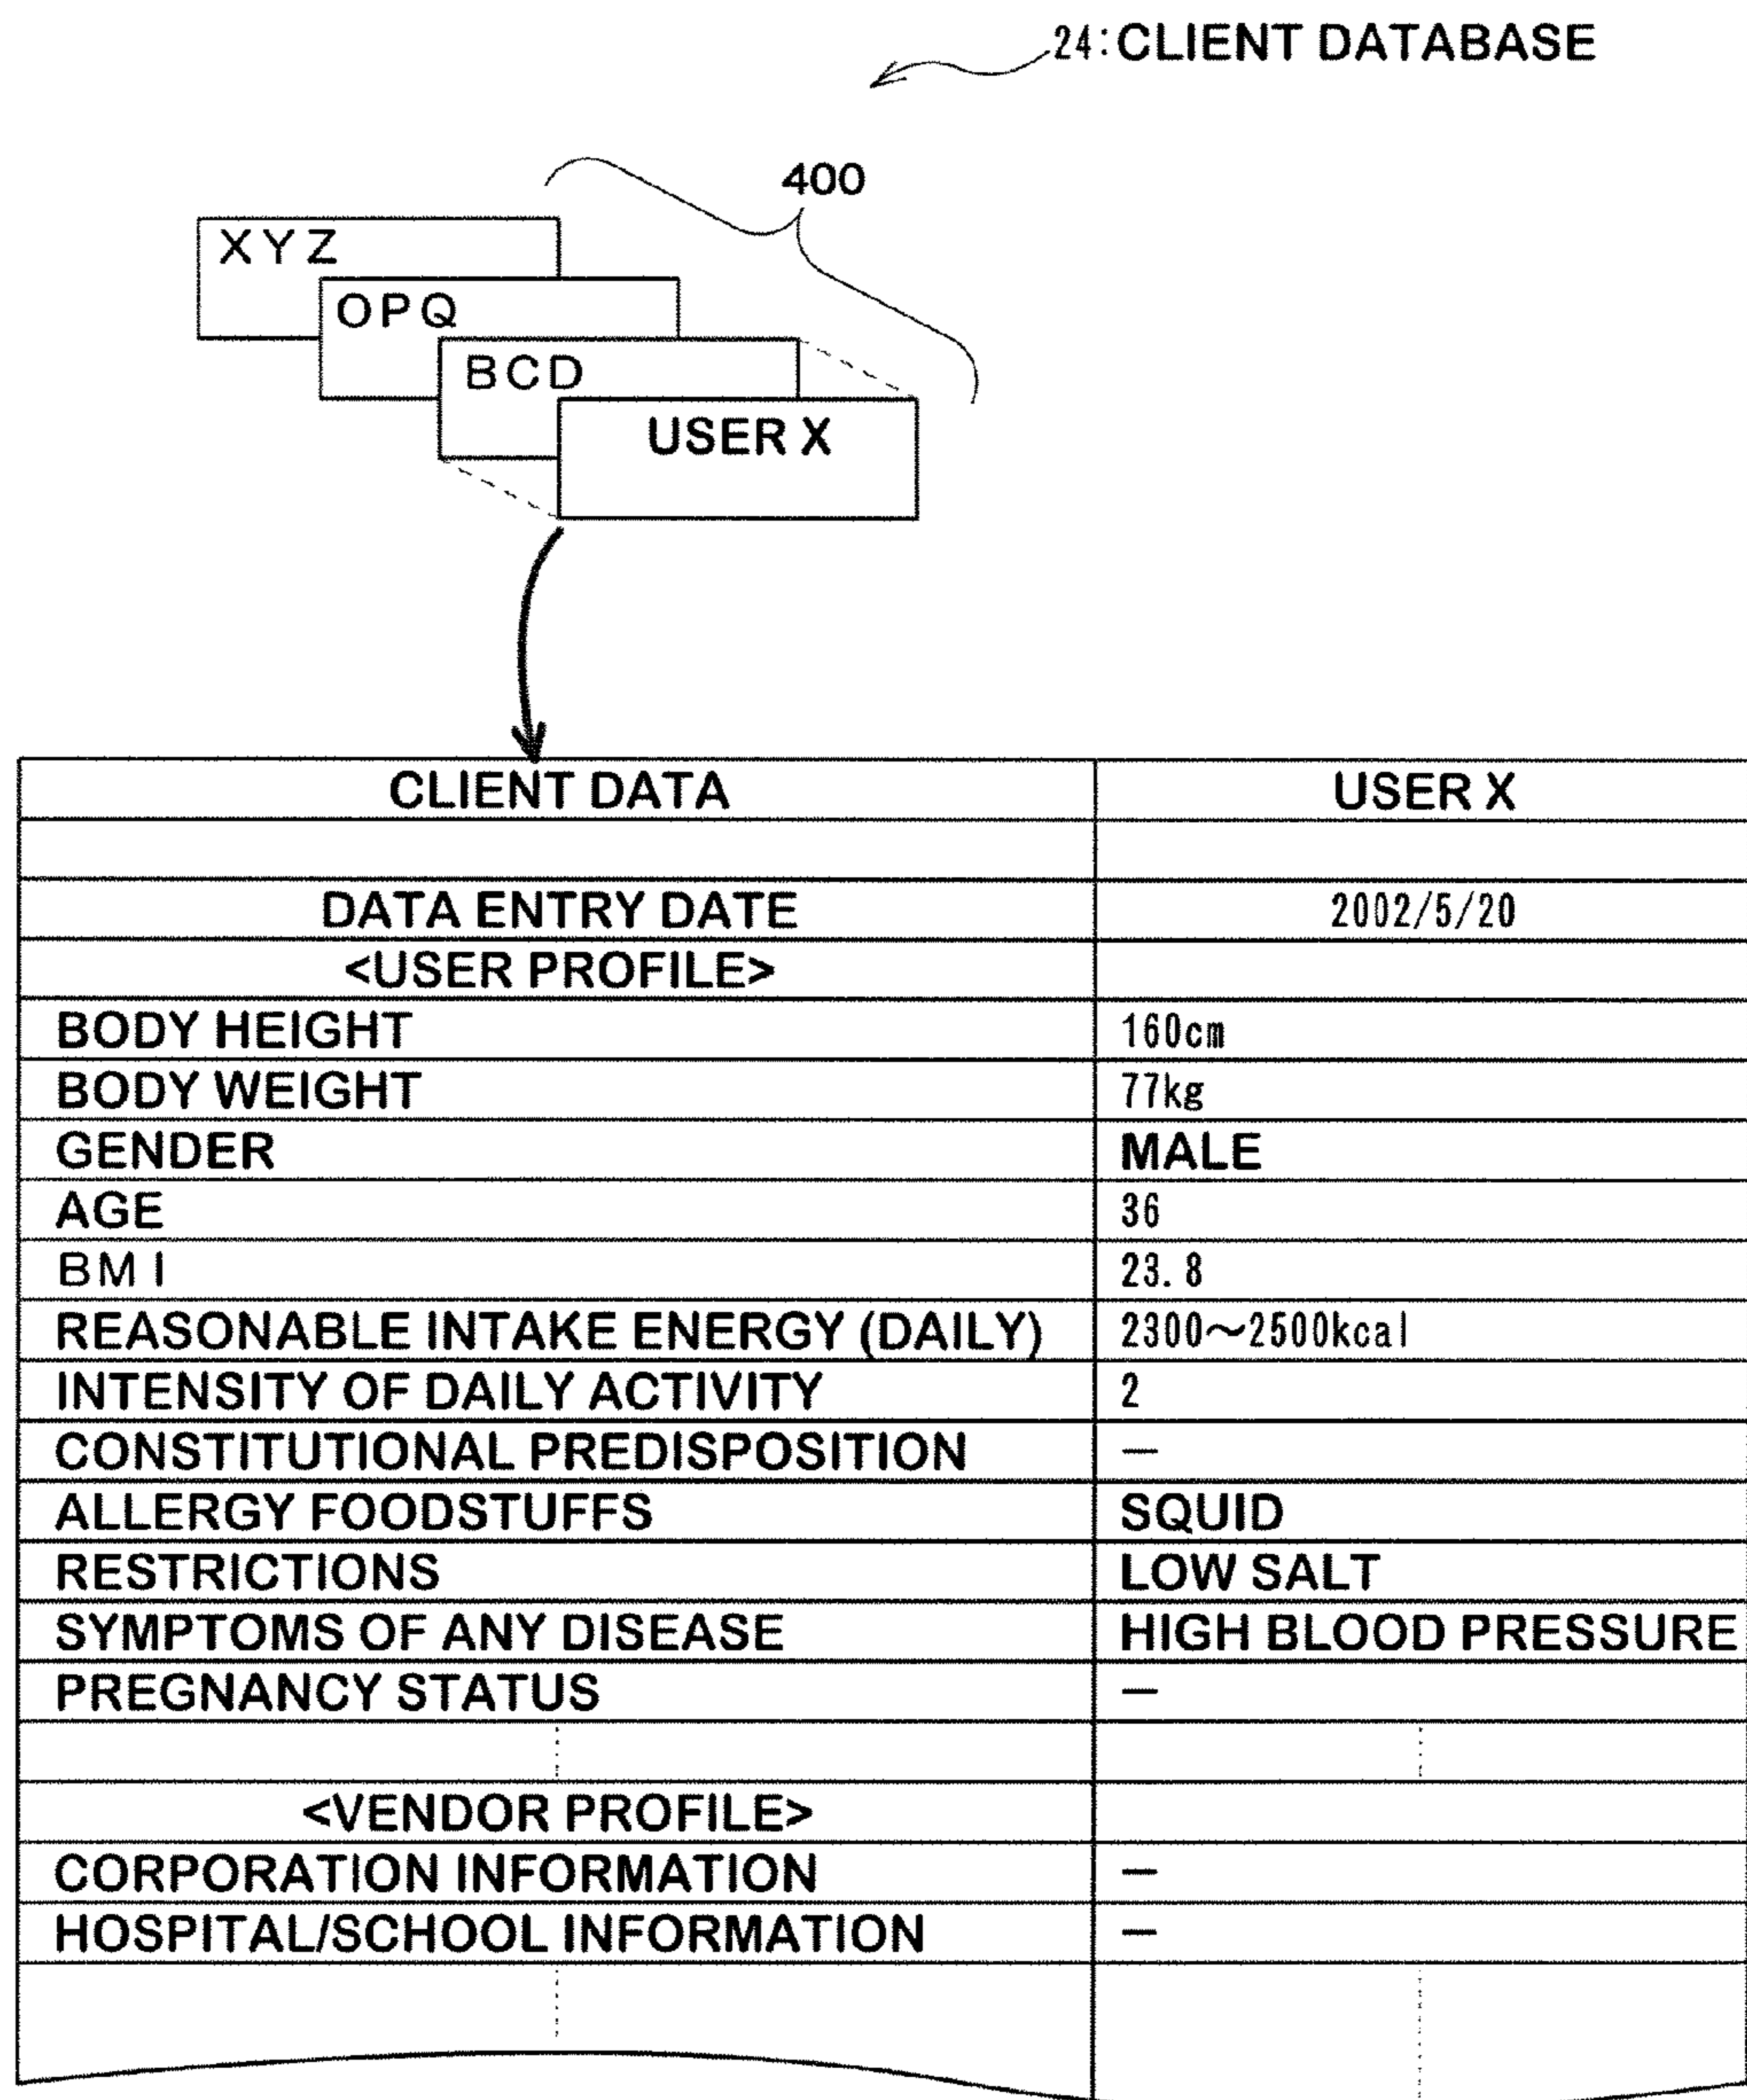 24:CLIENT DATABASE
400
XYZ
OPQ
BCD
USER X
CLIENT DATA USER X
DATA ENTRY DATE 2002/5/20
<USER PROFILE>
BODY HEIGHT 160cm
BODY WEIGHT 77kg
GENDER MALE
AGE 36
BMI 23.8
REASONABLE INTAKE ENERGY (DAILY) 2300～2500kcal
INTENSITY OF DAILY ACTIVITY 2
CONSTITUTIONAL PREDISPOSITION —
ALLERGY FOODSTUFFS SQUID
RESTRICTIONS LOW SALT
SYMPTOMS OF ANY DISEASE HIGH BLOOD PRESSURE
PREGNANCY STATUS —
<VENDOR PROFILE>
CORPORATION INFORMATION —
HOSPITAL/SCHOOL INFORMATION —